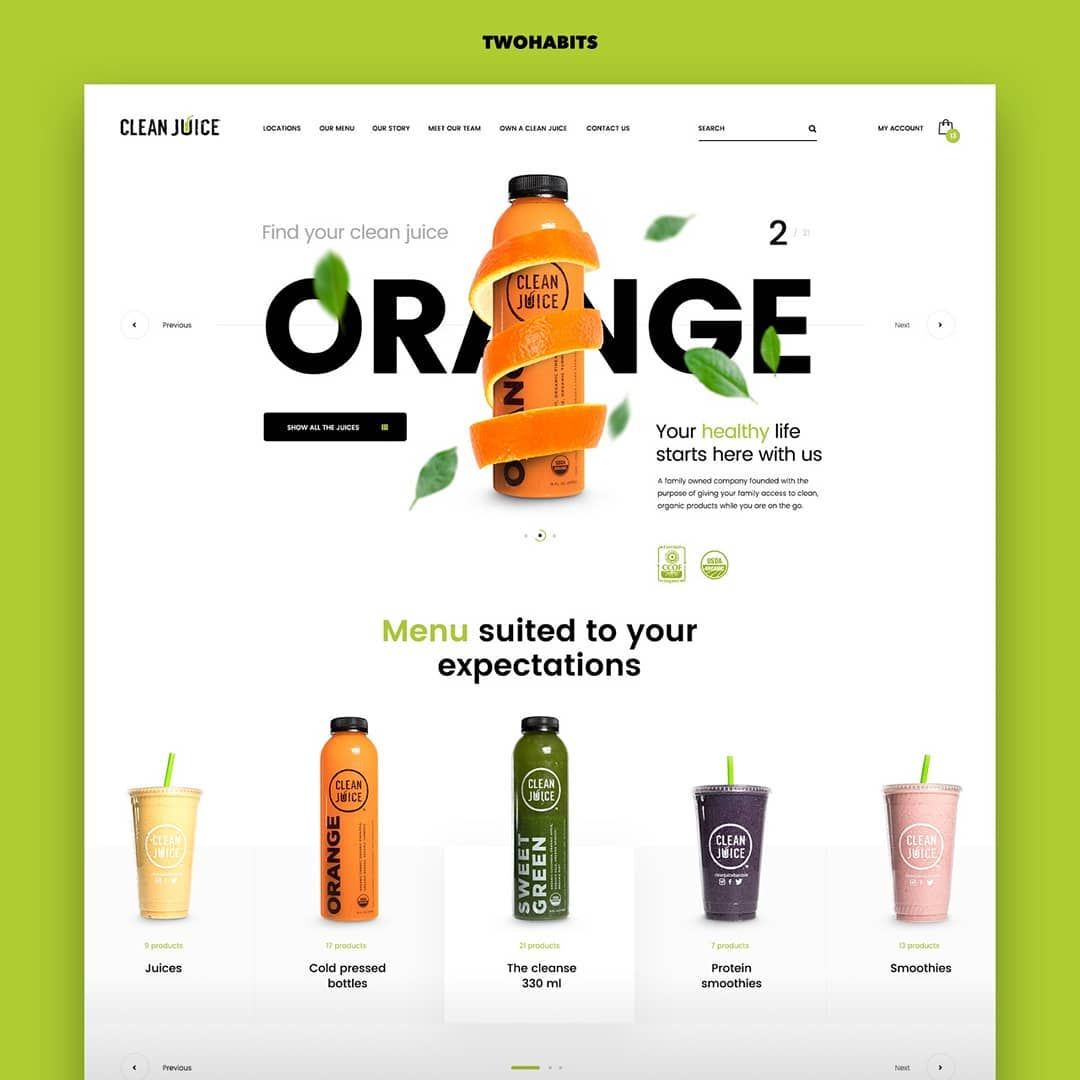 TWOHABITS
CLEAN JUICE
LOCATIONS
OUR MENU
OUR STORY
MEET OUR TEAM
OWN A CLEAN JUICE
CONTACT US
SEARCH
MY ACCOUNT
13
Find your clean juice
2 / 21
ORANGE
CLEAN
JUICE
ORANGE
USDA
ORGANIC
Previous
Next
SHOW ALL THE JUICES
Your healthy life
starts here with us
A family owned company founded with the
purpose of giving your family access to clean,
organic products while you are on the go.
CCOF
USDA
ORGANIC
Menu suited to your
expectations
CLEAN
JUICE
CLEAN
JUICE
ORANGE
CLEAN
JUICE
SWEET
GREEN
CLEAN
JUICE
CLEAN
JUICE
9 products
Juices
17 products
Cold pressed
bottles
21 products
The cleanse
330 ml
7 products
Protein
smoothies
13 products
Smoothies
Previous
Next